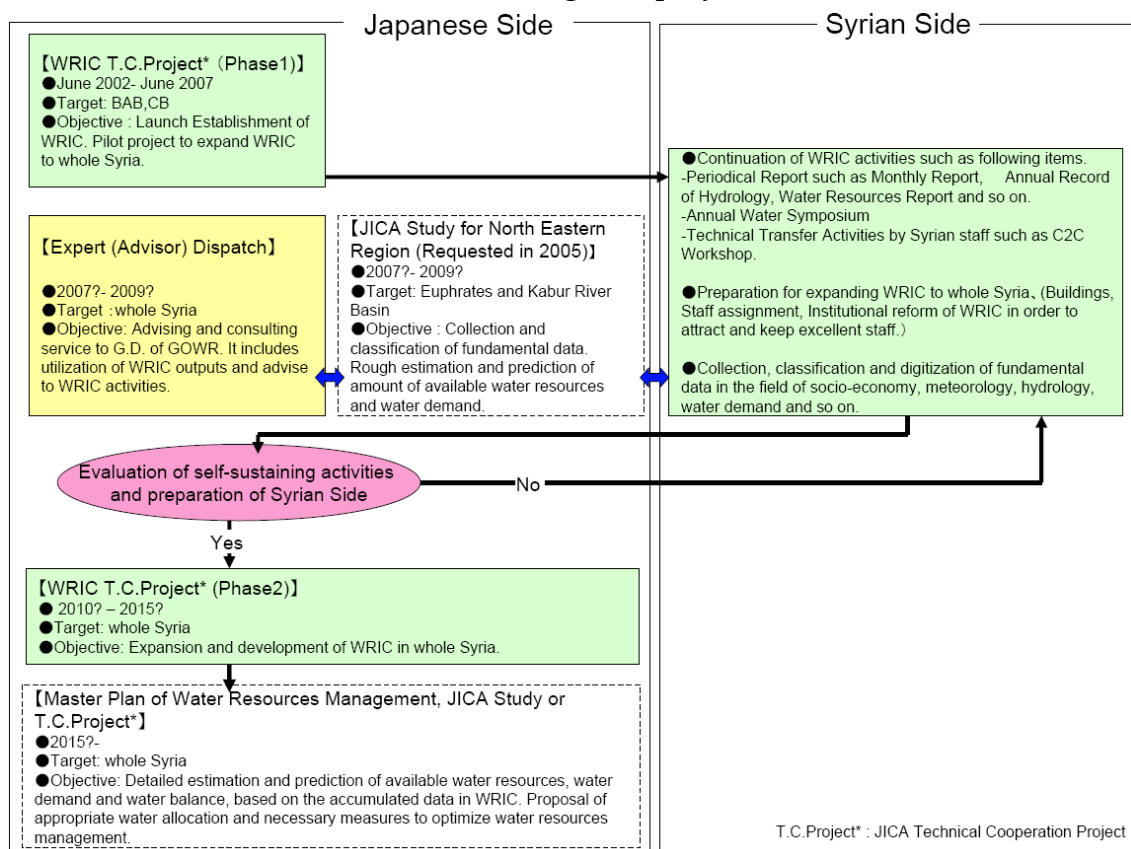 Japanese Side
Syrian Side
【WRIC T.C.Project* (Phase1)】
●June 2002- June 2007
●Target: BAB,CB
●Objective : Launch Establishment of
WRIC. Pilot project to expand WRIC
to whole Syria.
●Continuation of WRIC activities such as following items.
-Periodical Report such as Monthly Report, Annual Record
of Hydrology, Water Resources Report and so on.
-Annual Water Symposium
-Technical Transfer Activities by Syrian staff such as C2C
Workshop.
●Preparation for expanding WRIC to whole Syria、(Buildings,
Staff assignment, Institutional reform of WRIC in order to
attract and keep excellent staff.）
●Collection, classification and digitization of fundamental
data in the field of socio-economy, meteorology, hydrology,
water demand and so on.
【Expert (Advisor) Dispatch】
●2007?- 2009?
●Target :whole Syria
●Objective: Advising and consulting
service to G.D. of GOWR. It includes
utilization of WRIC outputs and advise
to WRIC activities.
【JICA Study for North Eastern
Region (Requested in 2005)】
●2007?- 2009?
●Target: Euphrates and Kabur River
Basin
●Objective : Collection and
classification of fundamental data.
Rough estimation and prediction of
amount of available water resources
and water demand.
Evaluation of self-sustaining activities
and preparation of Syrian Side
No
Yes
【WRIC T.C.Project* (Phase2)】
● 2010? – 2015?
●Target: whole Syria
●Objective: Expansion and development of WRIC in whole Syria.
【Master Plan of Water Resources Management, JICA Study or
T.C.Project*】
●2015?-
●Target: whole Syria
●Objective: Detailed estimation and prediction of available water resources, water
demand and water balance, based on the accumulated data in WRIC. Proposal of
appropriate water allocation and necessary measures to optimize water resources
management.
T.C.Project* : JICA Technical Cooperation Project